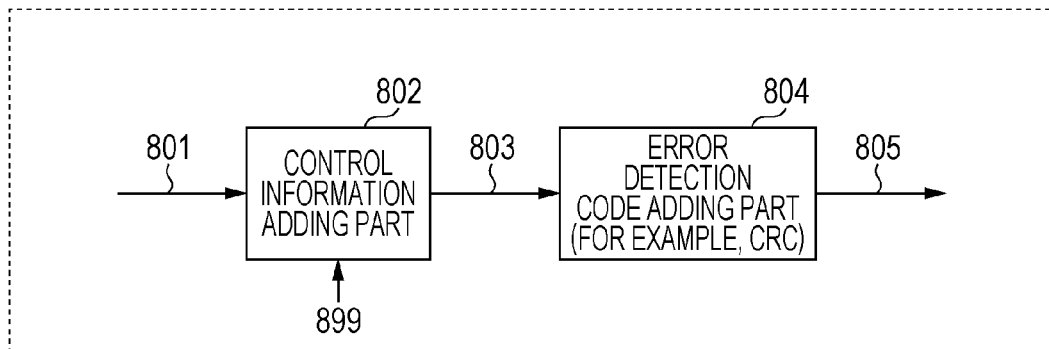 802
804
801
CONTROL
INFORMATION
ADDING PART
803
ERROR
DETECTION
CODE ADDING PART
(FOR EXAMPLE, CRC)
805
899